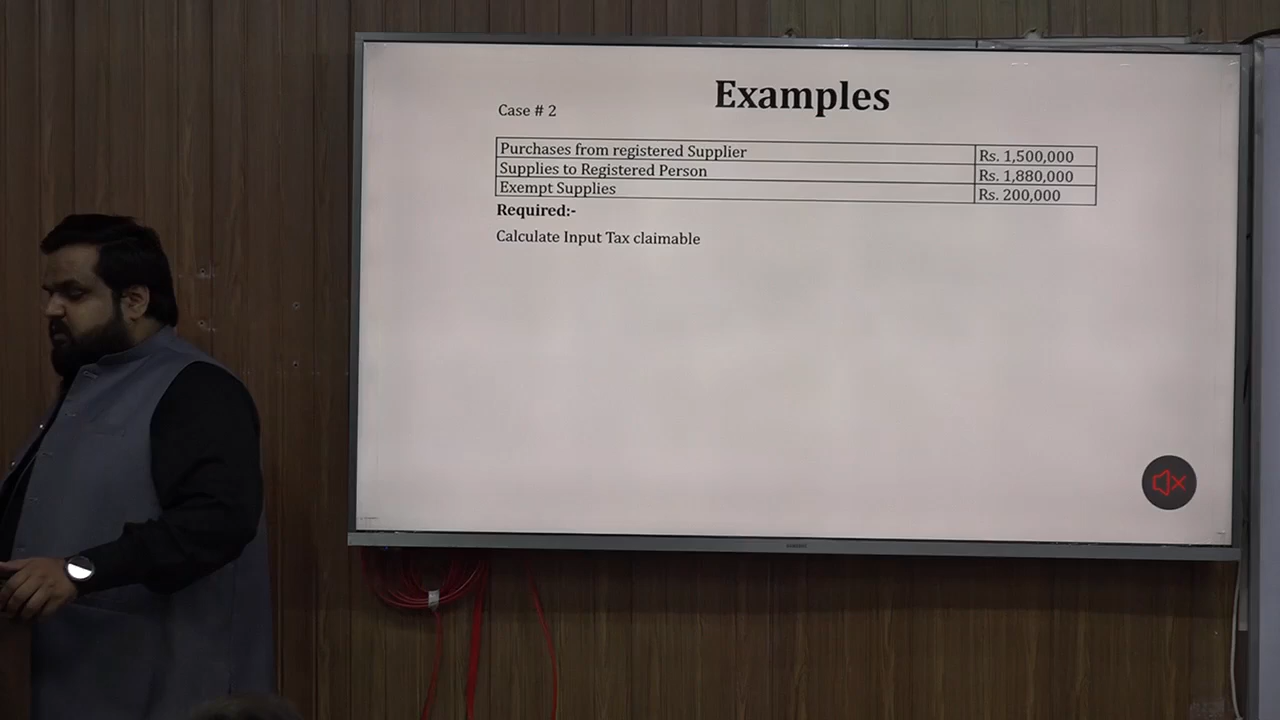 Examples
Case # 2
Purchases from registered Supplier Rs. 1,500,000
Supplies to Registered Person Rs. 1,880,000
Exempt Supplies Rs. 200,000
Required:-
Calculate Input Tax claimable
SAMSUNG